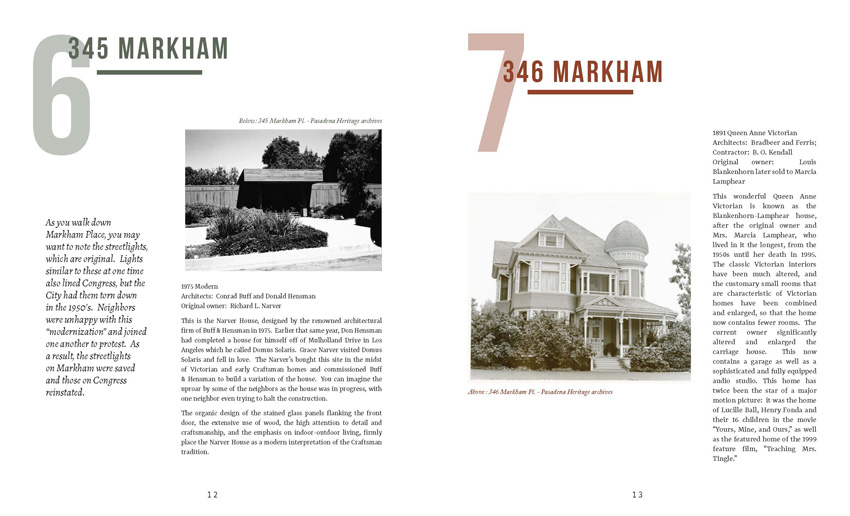 6
345 MARKHAM
Below: 345 Markham Pl. – Pasadena Heritage archives
As you walk down
Markham Place, you may
want to note the streetlights,
which are original.  Lights
similar to these at one time
also lined Congress, but the
City had them torn down
in the 1950's.  Neighbors
were unhappy with this
"modernization" and joined
one another to protest.  As
a result, the streetlights
on Markham were saved
and those on Congress
reinstated.
1975 Modern
Architects:  Conrad Buff and Donald Hensman
Original owner:  Richard L. Narver
This is the Narver House, designed by the renowned architectural
firm of Buff & Hensman in 1975.  Earlier that same year, Don Hensman
had completed a house for himself off of Mulholland Drive in Los
Angeles which he called Domus Solaris.  Grace Narver visited Domus
Solaris and fell in love.  The Narver's bought this site in the midst
of Victorian and early Craftsman homes and commissioned Buff
& Hensman to build a variation of the house.  You can imagine the
uproar by some of the neighbors as the house was in progress, with
one neighbor even trying to halt the construction.
The organic design of the stained glass panels flanking the front
door, the extensive use of wood, the high attention to detail and
craftsmanship, and the emphasis on indoor-outdoor living, firmly
place the Narver House as a modern interpretation of the Craftsman
tradition.
12
7
346 MARKHAM
Above : 346 Markham Pl. – Pasadena Heritage archives
1891 Queen Anne Victorian
Architects:  Bradbeer and Ferris;
Contractor:  B. O. Kendall
Original owner: Louis
Blankenhorn later sold to Marcia
Lamphear
This wonderful Queen Anne
Victorian is known as the
Blankenhorn-Lamphear house,
after the original owner and
Mrs. Marcia Lamphear, who
lived in it the longest, from the
1950s until her death in 1995.
The classic Victorian interiors
have been much altered, and
the customary small rooms that
are characteristic of Victorian
homes have been combined
and enlarged, so that the home
now contains fewer rooms.  The
current owner significantly
altered and enlarged the
carriage house.  This now
contains a garage as well as a
sophisticated and fully equipped
audio studio. This home has
twice been the star of a major
motion picture:  it was the home
of Lucille Ball, Henry Fonda and
their 16 children in the movie
"Yours, Mine, and Ours," as well
as the featured home of the 1999
feature film, "Teaching Mrs.
Tingle."
13